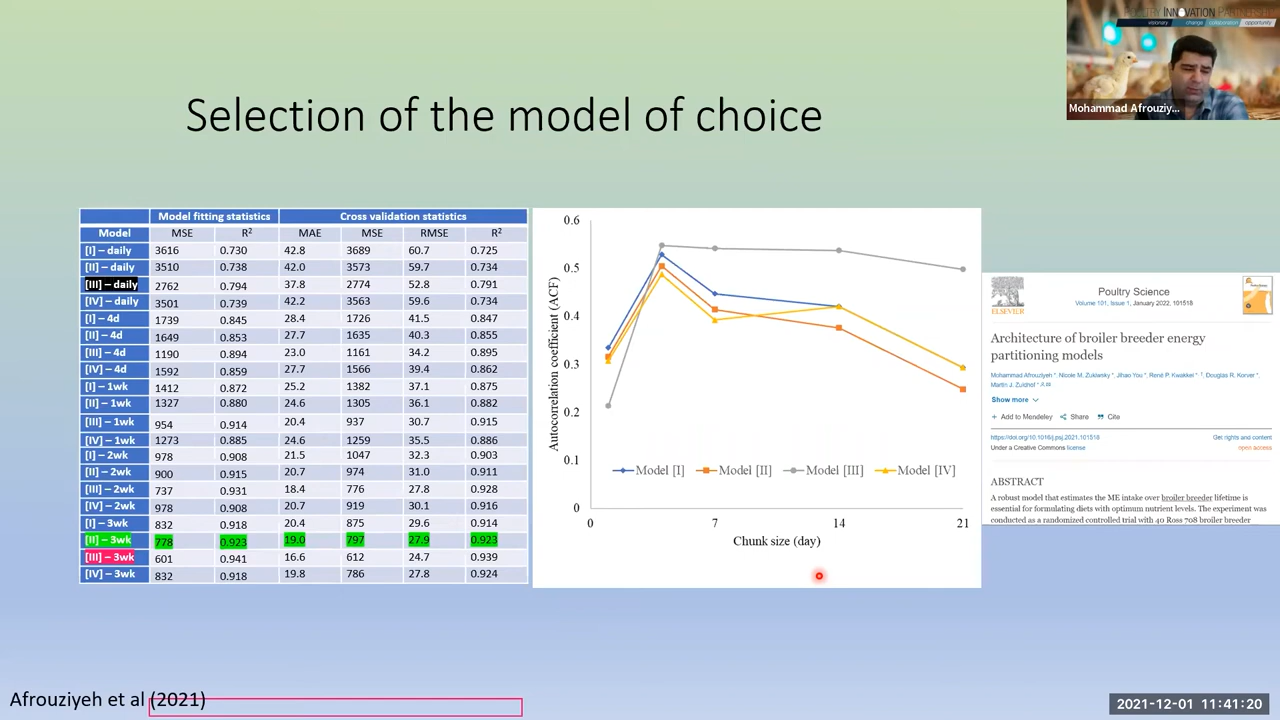 POULTRY INNOVATION PARTNERSHIP
visionary change collaboration opportunity
Mohammad Afrouziy...
Selection of the model of choice
Model fitting statistics Cross validation statistics
Model MSE R2 MAE MSE RMSE R2
[I] – daily 3616 0.730 42.8 3689 60.7 0.725
[II] – daily 3510 0.738 42.0 3573 59.7 0.734
[III] – daily 2762 0.794 37.8 2774 52.8 0.791
[IV] – daily 3501 0.739 42.2 3563 59.6 0.734
[I] – 4d 1739 0.845 28.4 1726 41.5 0.847
[II] – 4d 1649 0.853 27.7 1635 40.3 0.855
[III] – 4d 1190 0.894 23.0 1161 34.2 0.895
[IV] – 4d 1592 0.859 27.7 1566 39.4 0.862
[I] – 1wk 1412 0.872 25.2 1382 37.1 0.875
[II] – 1wk 1327 0.880 24.6 1305 36.1 0.882
[III] – 1wk 954 0.914 20.4 937 30.7 0.915
[IV] – 1wk 1273 0.885 24.6 1259 35.5 0.886
[I] – 2wk 978 0.908 21.5 1041 32.3 0.903
[II] – 2wk 900 0.915 20.7 974 31.0 0.911
[III] – 2wk 737 0.931 18.4 776 27.8 0.928
[IV] – 2wk 978 0.908 20.7 919 30.1 0.916
[I] – 3wk 832 0.918 20.4 875 29.6 0.914
[II] – 3wk 778 0.923 19.0 797 27.9 0.923
[III] – 3wk 601 0.941 16.6 612 24.7 0.939
[IV] – 3wk 832 0.918 19.8 786 27.8 0.924
Autocorrelation coefficient (ACF)
0.6
0.5
0.4
0.3
0.2
0.1
0
Model [I] Model [II] Model [III] Model [IV]
0 7 14 21
Chunk size (day)
ELSEVIER
Poultry Science
Volume 101, Issue 1, January 2022, 101518
Architecture of broiler breeder energy
partitioning models
Mohammad Afrouziyeh *, Nicole M. Zukiwsky *, Jihao You *, René P. Kwakkel *, †, Douglas R. Korver *,
Martin J. Zuidhof *
Show more
+ Add to Mendeley Share Cite
https://doi.org/10.1016/j.psj.2021.101518 Get rights and content
Under a Creative Commons license open access
ABSTRACT
A robust model that estimates the ME intake over broiler breeder lifetime is
essential for formulating diets with optimum nutrient levels. The experiment was
conducted as a randomized controlled trial with 40 Ross 708 broiler breeder
Afrouziyeh et al (2021)
2021-12-01 11:41:20